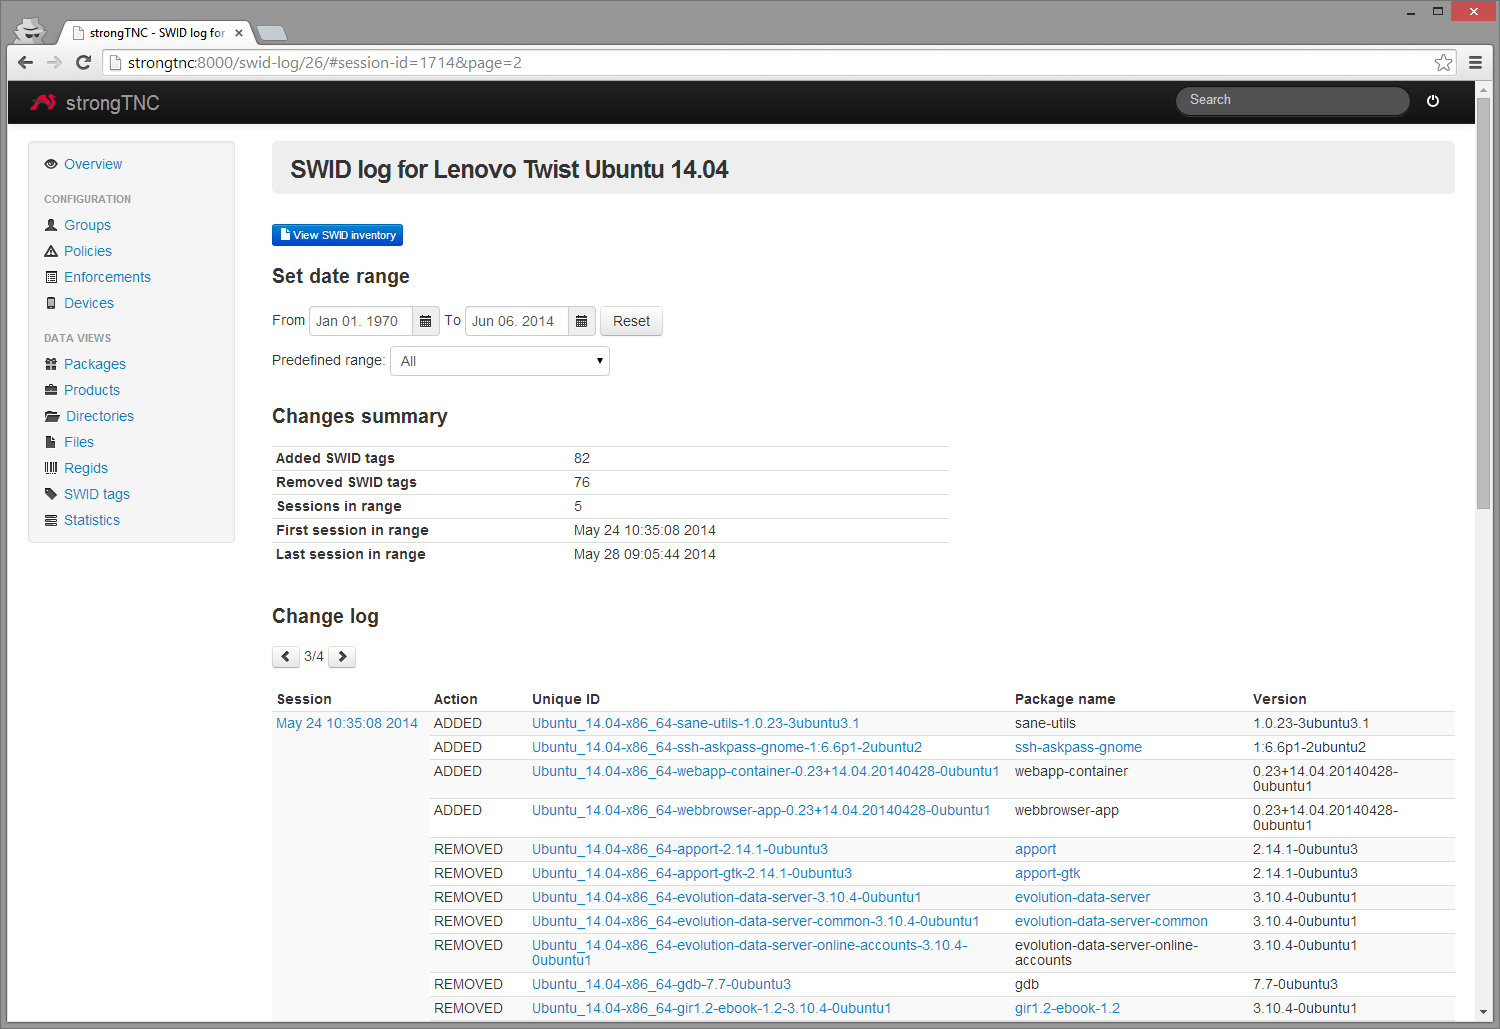 strongTNC - SWID log for
strongtnc:8000/swid-log/26/#session-id=1714&page=2
strongTNC
Search
Overview
CONFIGURATION
Groups
Policies
Enforcements
Devices
DATA VIEWS
Packages
Products
Directories
Files
Regids
SWID tags
Statistics
SWID log for Lenovo Twist Ubuntu 14.04
View SWID inventory
Set date range
From Jan 01. 1970 To Jun 06. 2014 Reset
Predefined range: All
Changes summary
Added SWID tags 82
Removed SWID tags 76
Sessions in range 5
First session in range May 24 10:35:08 2014
Last session in range May 28 09:05:44 2014
Change log
3/4
Session Action Unique ID Package name Version
May 24 10:35:08 2014 ADDED Ubuntu_14.04-x86_64-sane-utils-1.0.23-3ubuntu3.1 sane-utils 1.0.23-3ubuntu3.1
ADDED Ubuntu_14.04-x86_64-ssh-askpass-gnome-1:6.6p1-2ubuntu2 ssh-askpass-gnome 1:6.6p1-2ubuntu2
ADDED Ubuntu_14.04-x86_64-webapp-container-0.23+14.04.20140428-0ubuntu1 webapp-container 0.23+14.04.20140428-
0ubuntu1
ADDED Ubuntu_14.04-x86_64-webbrowser-app-0.23+14.04.20140428-0ubuntu1 webbrowser-app 0.23+14.04.20140428-
0ubuntu1
REMOVED Ubuntu_14.04-x86_64-apport-2.14.1-0ubuntu3 apport 2.14.1-0ubuntu3
REMOVED Ubuntu_14.04-x86_64-apport-gtk-2.14.1-0ubuntu3 apport-gtk 2.14.1-0ubuntu3
REMOVED Ubuntu_14.04-x86_64-evolution-data-server-3.10.4-0ubuntu1 evolution-data-server 3.10.4-0ubuntu1
REMOVED Ubuntu_14.04-x86_64-evolution-data-server-common-3.10.4-0ubuntu1 evolution-data-server-common 3.10.4-0ubuntu1
REMOVED Ubuntu_14.04-x86_64-evolution-data-server-online-accounts-3.10.4- evolution-data-server-online- 3.10.4-0ubuntu1
0ubuntu1 accounts
REMOVED Ubuntu_14.04-x86_64-gdb-7.7-0ubuntu3 gdb 7.7-0ubuntu3
REMOVED Ubuntu_14.04-x86_64-gir1.2-ebook-1.2-3.10.4-0ubuntu1 gir1.2-ebook-1.2 3.10.4-0ubuntu1